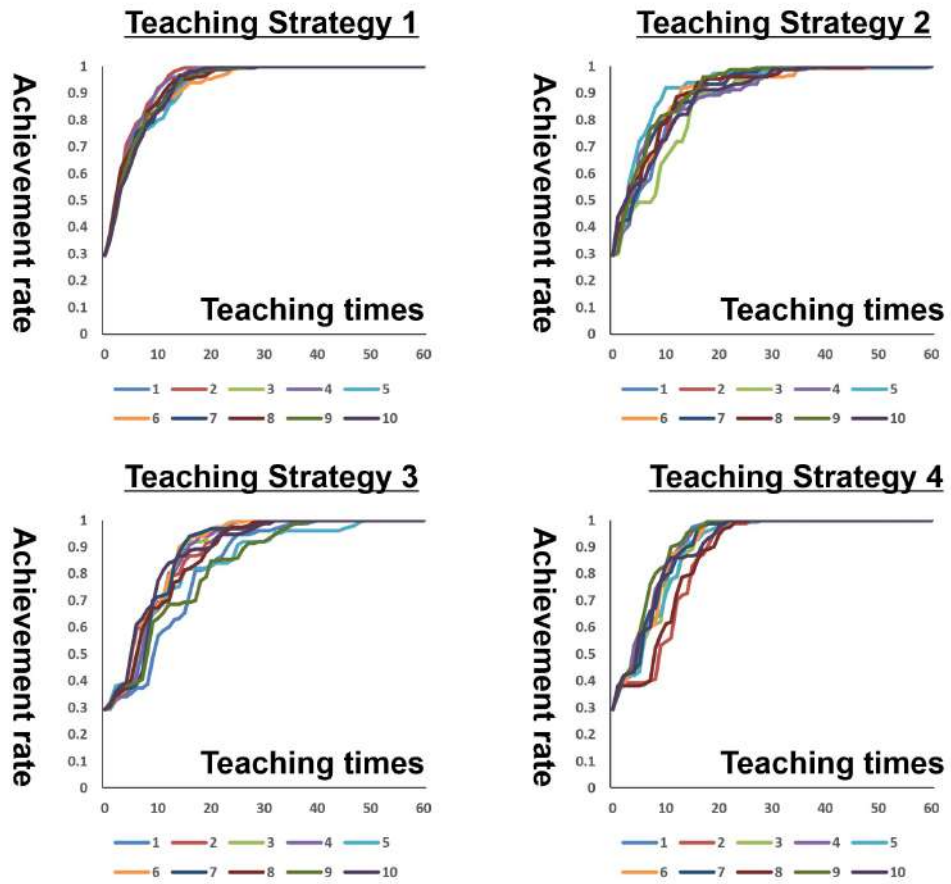 Teaching Strategy 1
Achievement rate
1
0.9
0.8
0.7
0.6
0.5
0.4
0.3
0.2
0.1
0
Teaching times
0 10 20 30 40 50 60
1 2 3 4 5
6 7 8 9 10
Teaching Strategy 2
Achievement rate
1
0.9
0.8
0.7
0.6
0.5
0.4
0.3
0.2
0.1
0
Teaching times
0 10 20 30 40 50 60
1 2 3 4 5
6 7 8 9 10
Teaching Strategy 3
Achievement rate
1
0.9
0.8
0.7
0.6
0.5
0.4
0.3
0.2
0.1
0
Teaching times
0 10 20 30 40 50 60
1 2 3 4 5
6 7 8 9 10
Teaching Strategy 4
Achievement rate
1
0.9
0.8
0.7
0.6
0.5
0.4
0.3
0.2
0.1
0
Teaching times
0 10 20 30 40 50 60
1 2 3 4 5
6 7 8 9 10